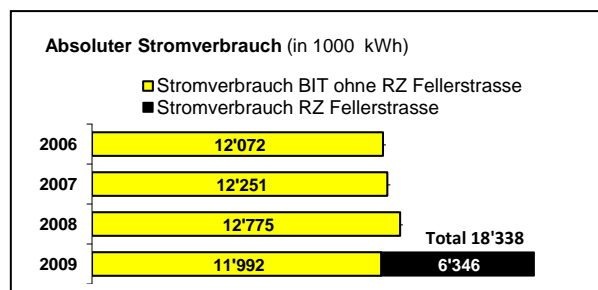 Absoluter Stromverbrauch (in 1000 kWh)
Stromverbrauch BIT ohne RZ Fellerstrasse
Stromverbrauch RZ Fellerstrasse
2006 12'072
2007 12'251
2008 12'775
Total 18'338
2009 11'992 6'346